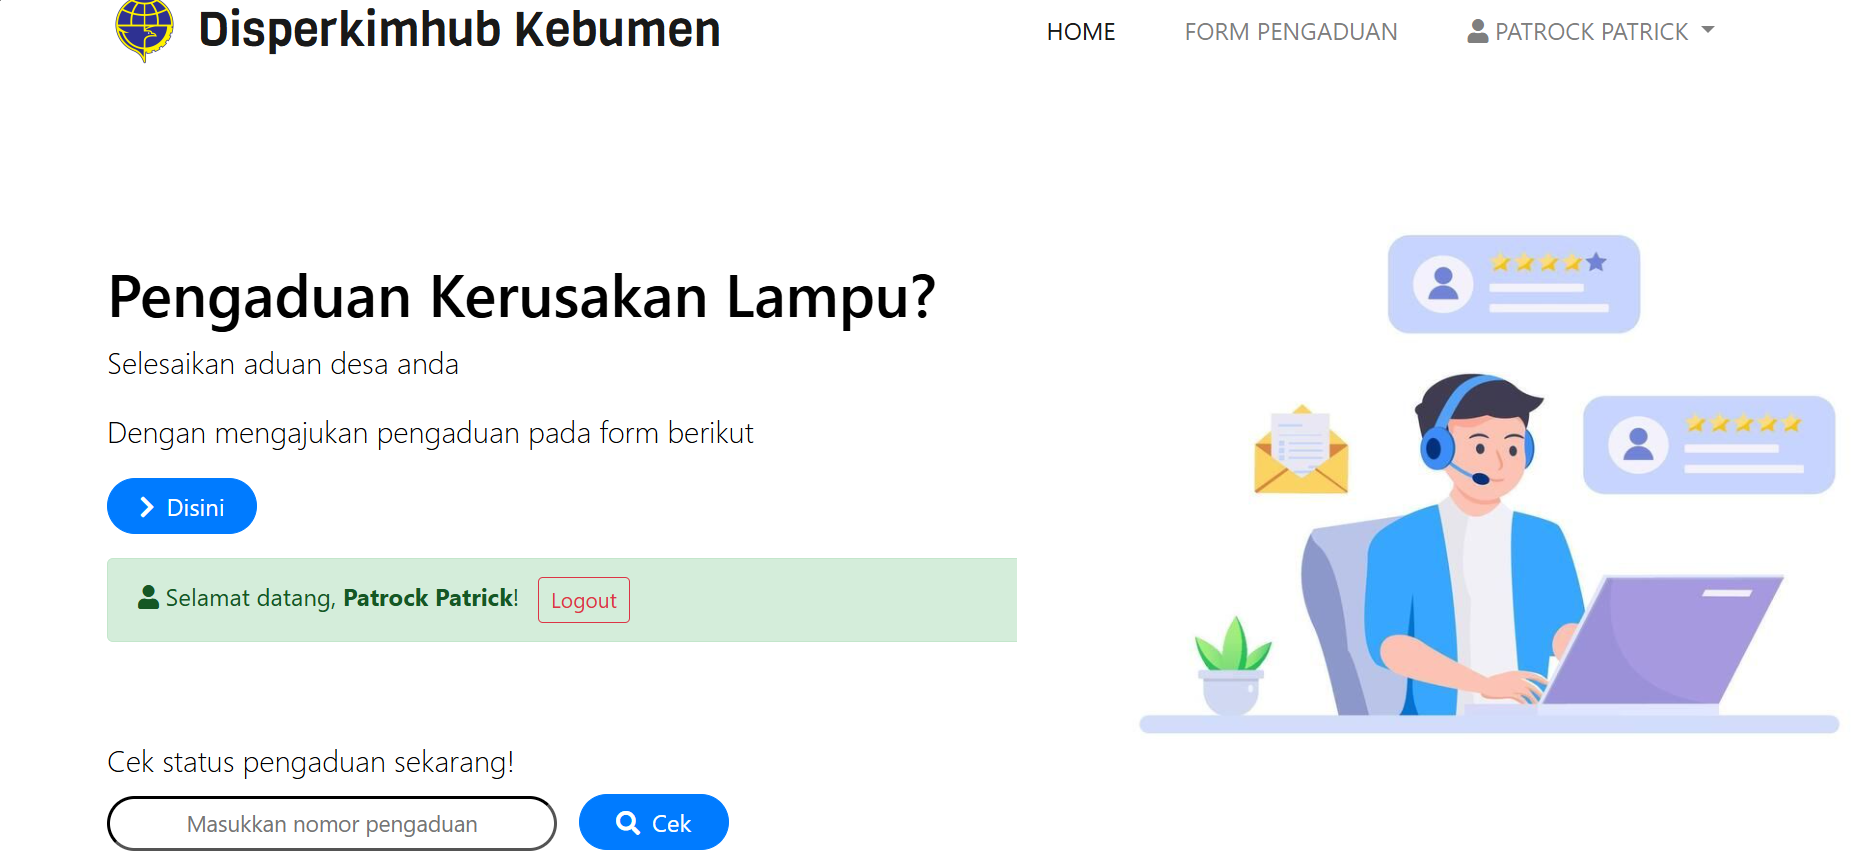 Disperkimhub Kebumen
HOME
FORM PENGADUAN
PATROCK PATRICK
Pengaduan Kerusakan Lampu?
Selesaikan aduan desa anda
Dengan mengajukan pengaduan pada form berikut
Disini
Selamat datang, Patrock Patrick!
Logout
Cek status pengaduan sekarang!
Masukkan nomor pengaduan
Cek